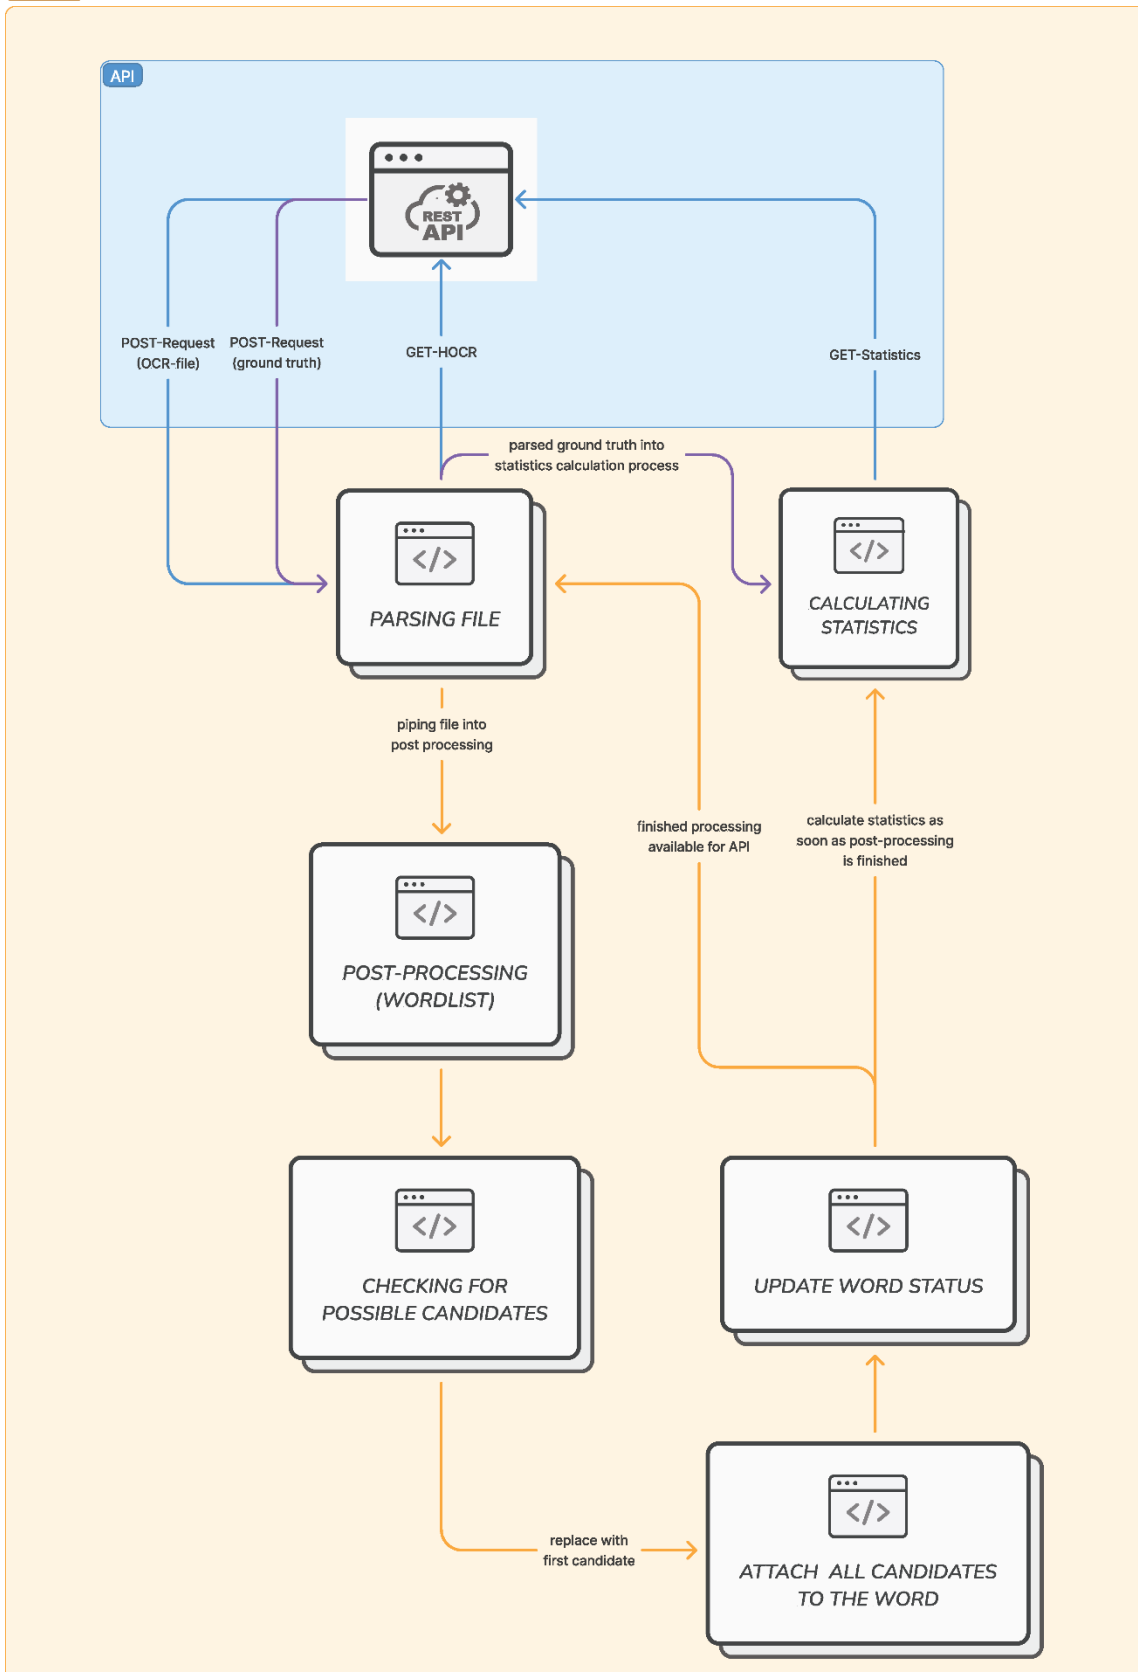 API
REST
API
POST-Request
(OCR-file)
POST-Request
(ground truth)
GET-HOCR
GET-Statistics
parsed ground truth into
statistics calculation process
</>
PARSING FILE
</>
CALCULATING
STATISTICS
piping file into
post processing
finished processing
available for API
calculate statistics as
soon as post-processing
is finished
</>
POST-PROCESSING
(WORDLIST)
</>
CHECKING FOR
POSSIBLE CANDIDATES
</>
UPDATE WORD STATUS
replace with
first candidate
</>
ATTACH ALL CANDIDATES
TO THE WORD